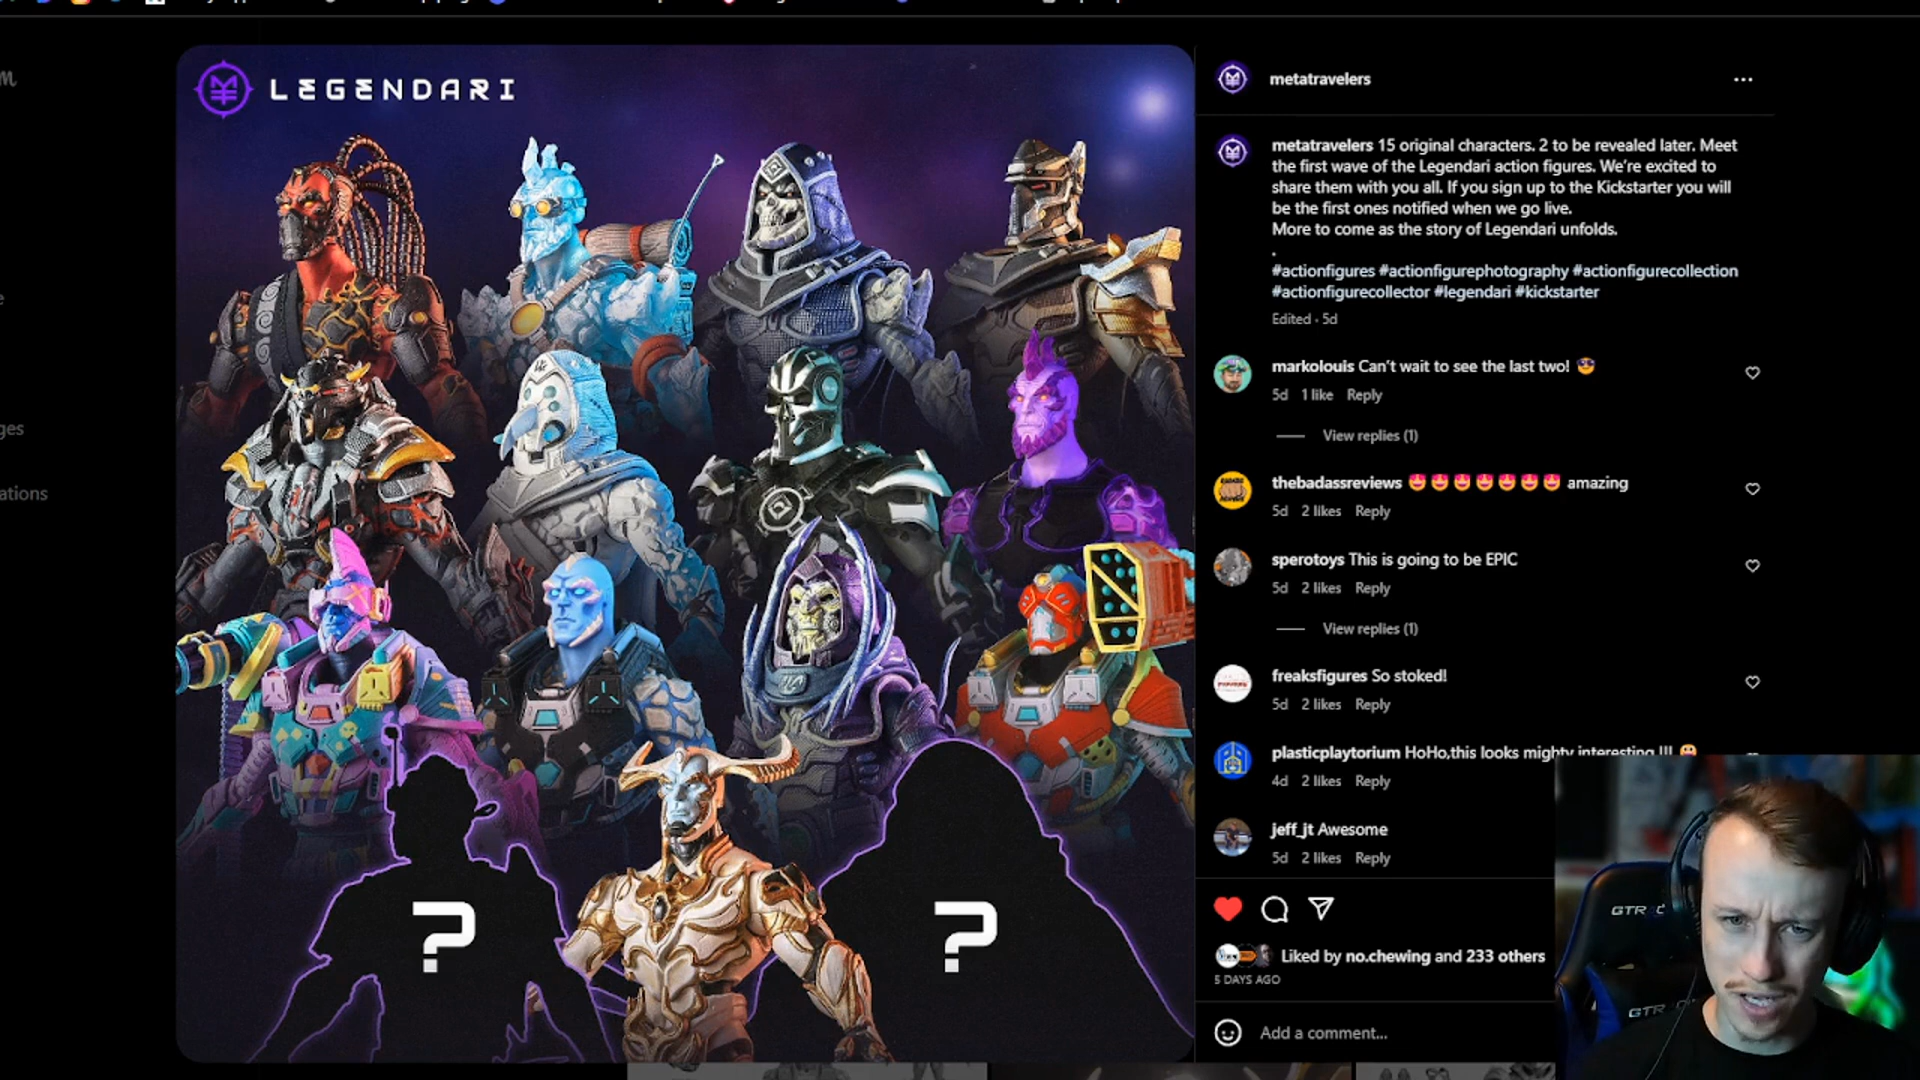 LEGENDARI
metatravelers
metatravelers 15 original characters. 2 to be revealed later. Meet
the first wave of the Legendari action figures. We're excited to
share them with you all. If you sign up to the Kickstarter you will
be the first ones notified when we go live.
More to come as the story of Legendari unfolds.
.
#actionfigures #actionfigurephotography #actionfigurecollection
#actionfigurecollector #legendari #kickstarter
Edited · 5d
markolouis Can't wait to see the last two! 😎
5d 1 like Reply
View replies (1)
thebadassreviews 😍😍😍😍😍😍😍 amazing
5d 2 likes Reply
sperotoys This is going to be EPIC
5d 2 likes Reply
View replies (1)
freaksfigures So stoked!
5d 2 likes Reply
plasticplaytorium HoHo,this looks mighty interesting !!!
4d 2 likes Reply
jeff_jt Awesome
5d 2 likes Reply
Liked by no.chewing and 233 others
5 DAYS AGO
Add a comment...
ges
ations
? ?
GTR
GTR